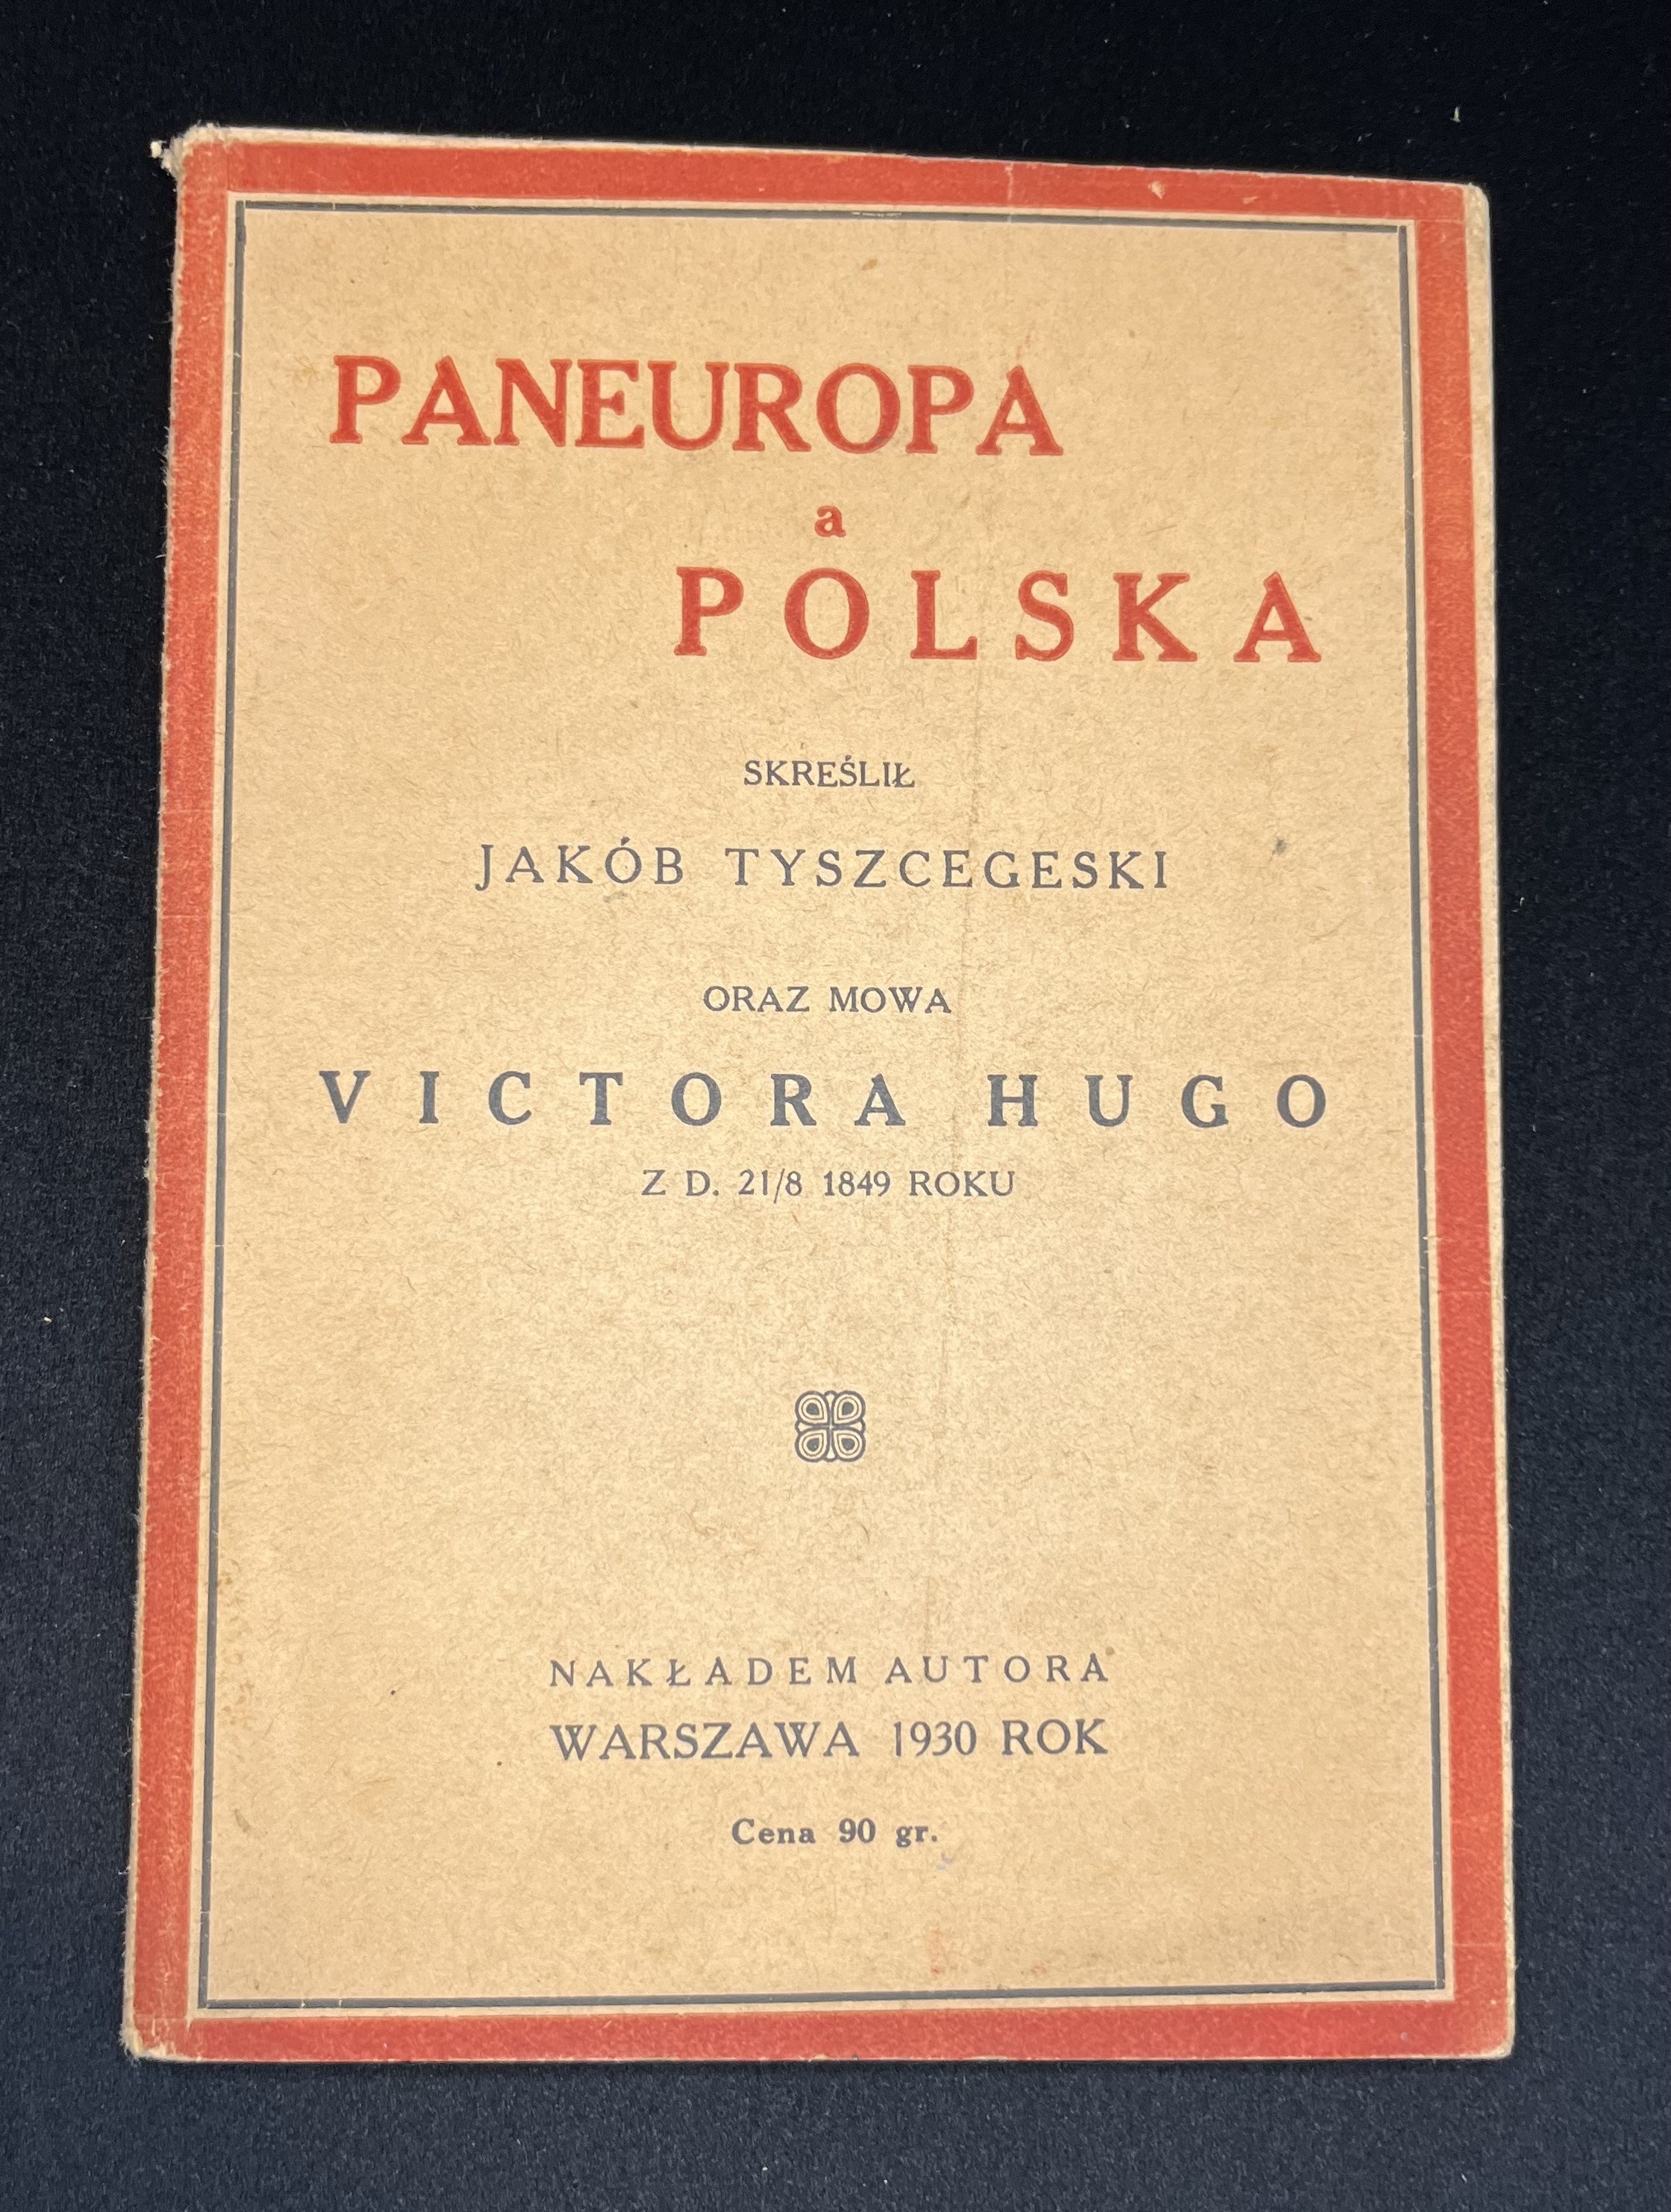 PANEUROPA
a
POLSKA
SKREŚLIŁ
JAKÓB TYSZCEGESKI
ORAZ MOWA
VICTORA HUGO
Z D. 21/8 1849 ROKU
NAKŁADEM AUTORA
WARSZAWA 1930 ROK
Cena 90 gr.